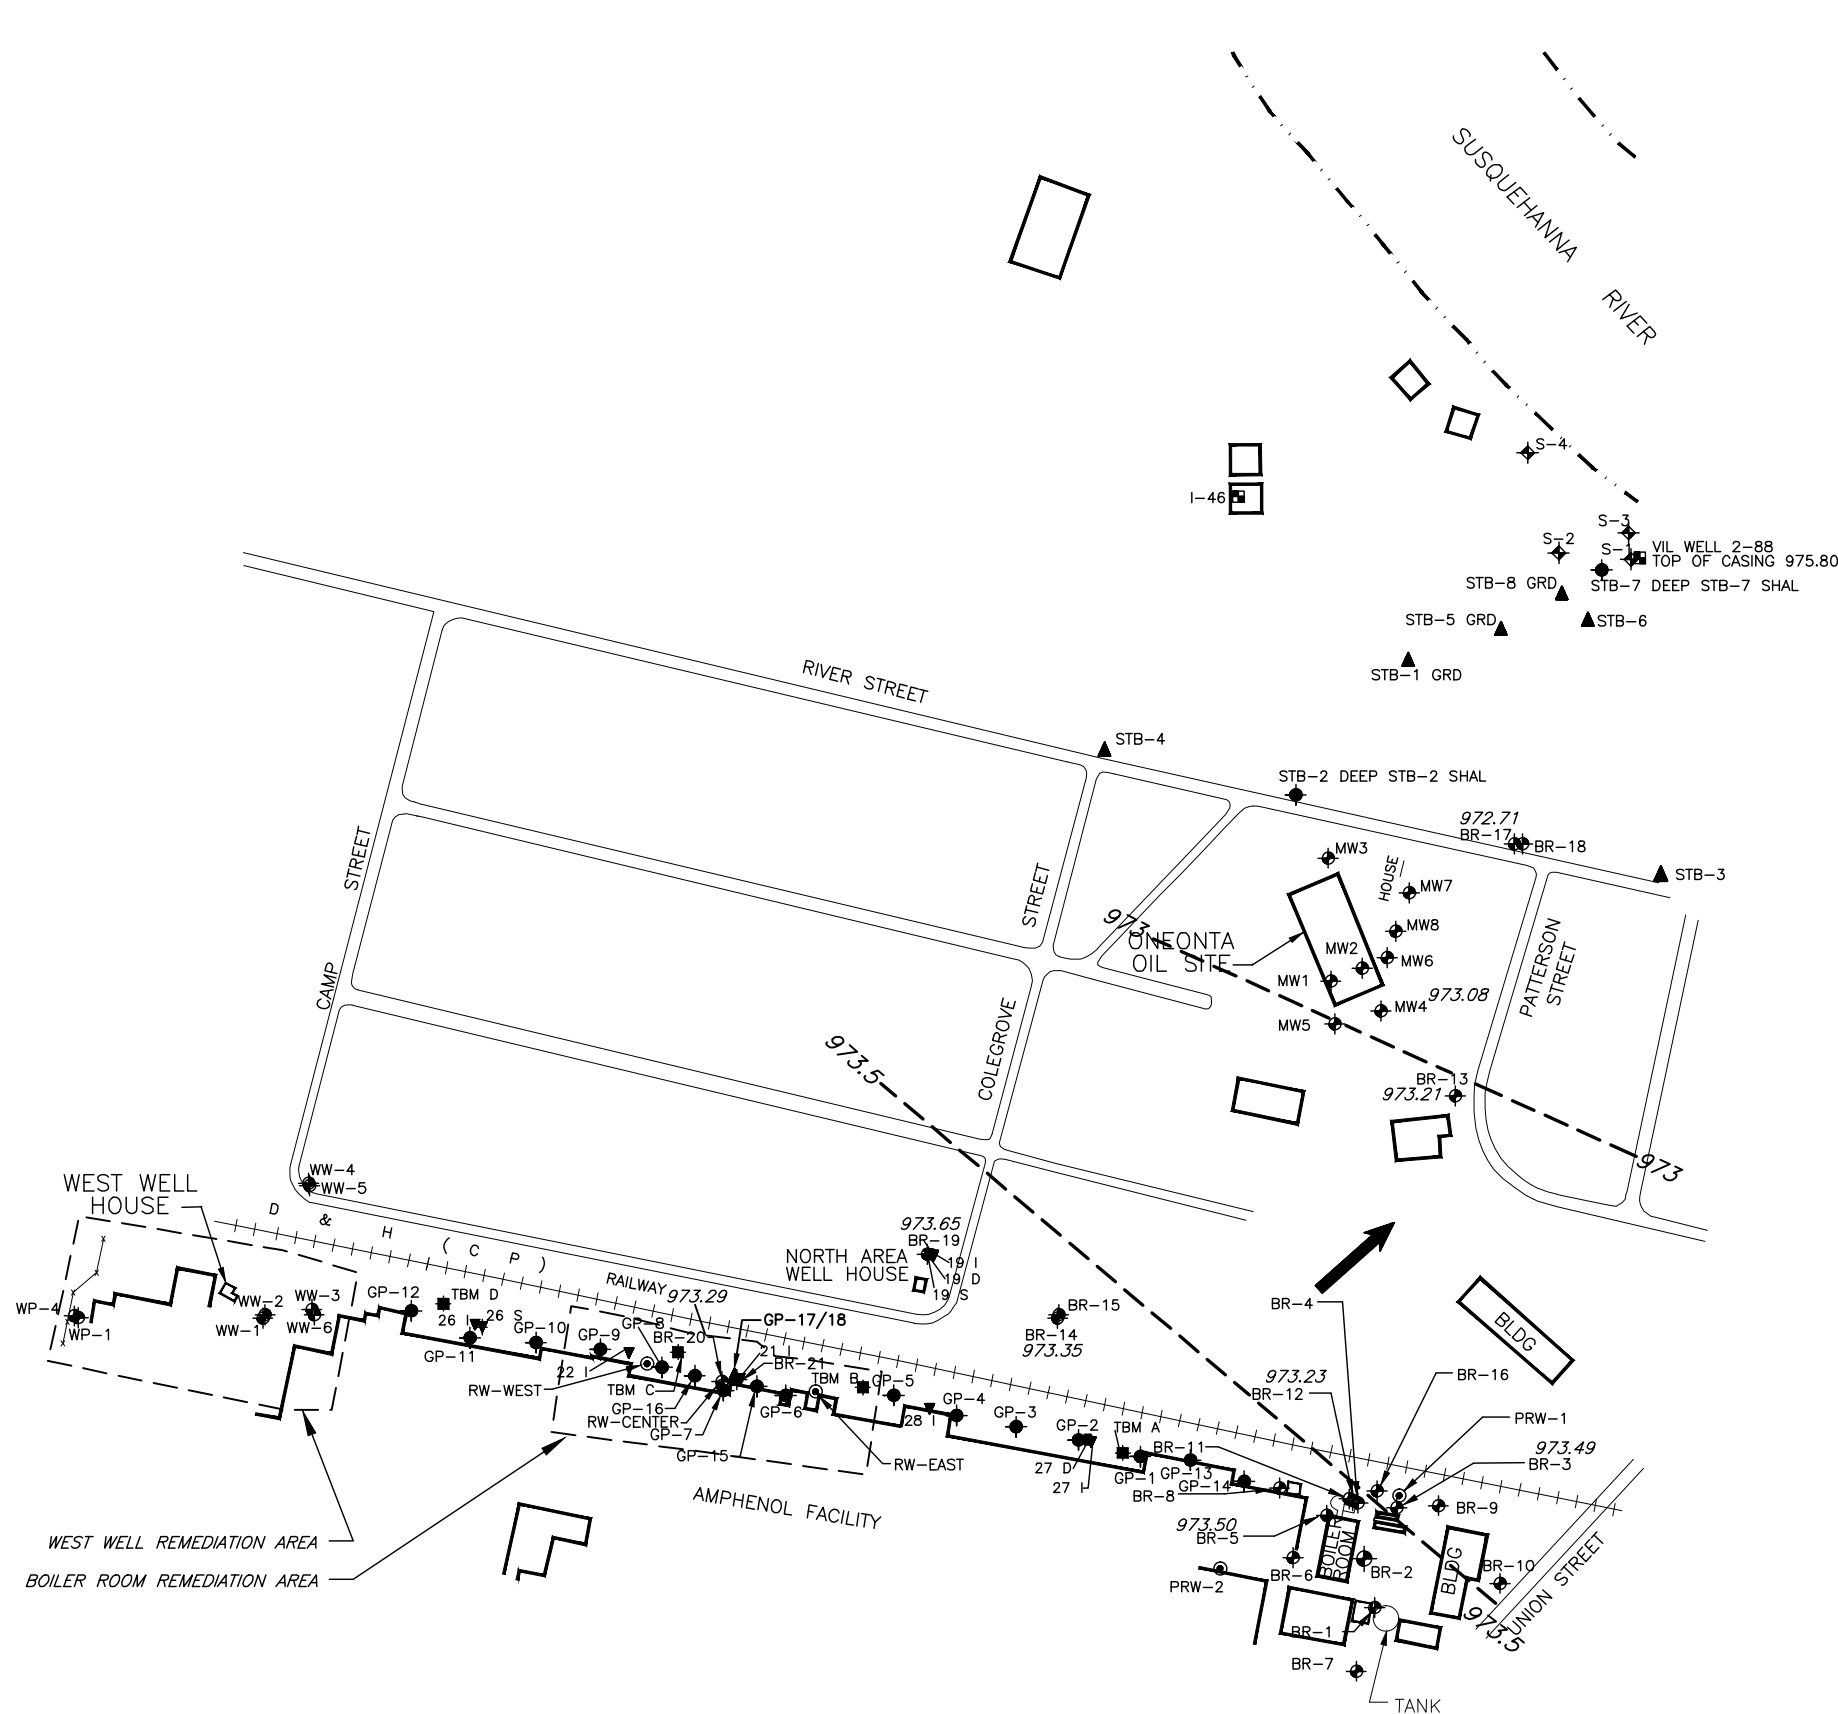 SUSQUEHANNA
RIVER
S-4
I-46
S-3
S-2
S-1
VIL WELL 2-88
TOP OF CASING 975.80
STB-8 GRD
STB-7 DEEP STB-7 SHAL
STB-5 GRD
STB-6
STB-1 GRD
RIVER STREET
STB-4
STB-2 DEEP STB-2 SHAL
972.71
BR-17
BR-18
MW3
HOUSE
MW7
STB-3
STREET
STREET
973
MW8
ONEONTA
OIL SITE
MW2
MW6
PATTERSON
STREET
CAMP
MW1
973.08
MW4
MW5
COLEGROVE
973.5
BR-13
973.21
973
WW-4
WW-5
WEST WELL
HOUSE
D & H (CP)
RAILWAY
973.65
BR-19
NORTH AREA
WELL HOUSE
19 I
19 D
19 S
973.29
WP-4
WP-1
WW-2
WW-1
WW-3
WW-6
GP-12
TBM D
26 I
26 S
GP-11
GP-10
GP-9
GP-8
BR-20
GP-17/18
21 I
BR-21
BR-15
BR-14
973.35
BR-4
BLDG
22 I
RW-WEST
TBM C
GP-16
RW-CENTER
GP-7
GP-15
GP-6
TBM B
GP-5
28 I
GP-4
GP-3
GP-2
TBM A
973.23
BR-12
BR-16
PRW-1
973.49
BR-3
BR-11
RW-EAST
27 D
27 I
GP-1
GP-13
GP-14
BR-8
AMPHENOL FACILITY
973.50
BR-5
BOILER
ROOM
BR-9
BR-6
BR-2
BLDG
BR-10
UNION STREET
PRW-2
973.5
BR-1
BR-7
TANK
WEST WELL REMEDIATION AREA
BOILER ROOM REMEDIATION AREA